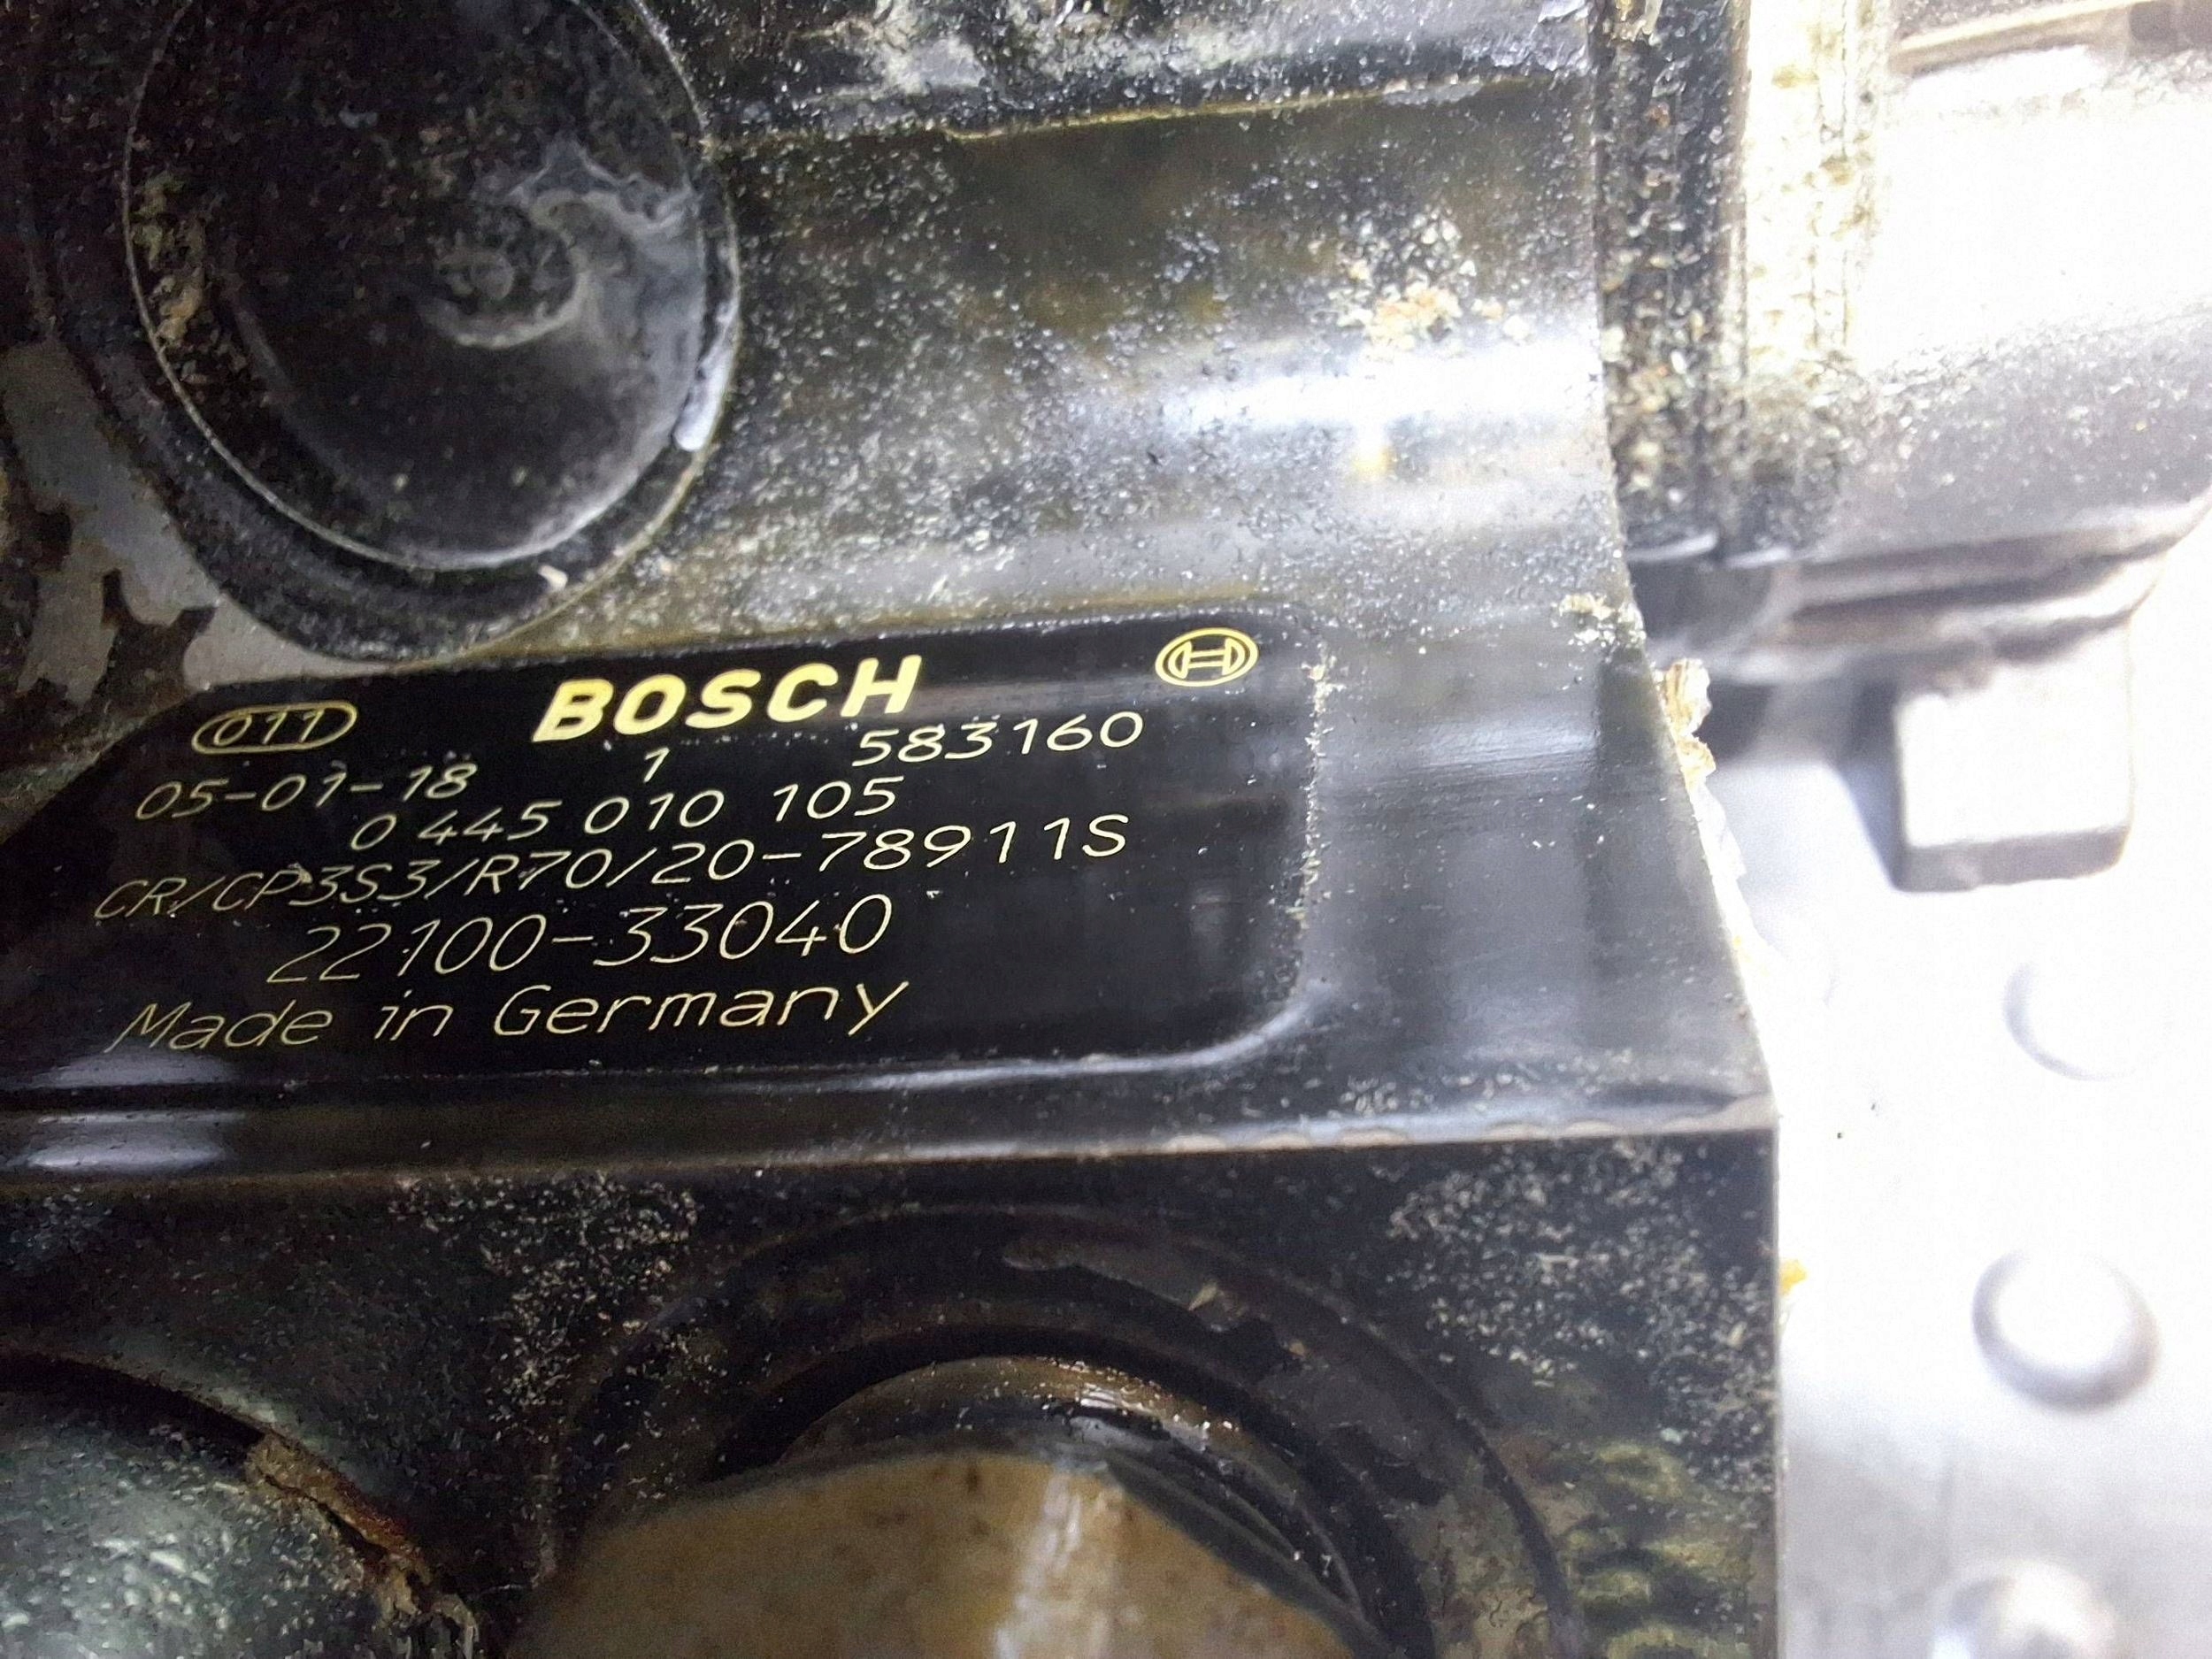 011 BOSCH
05-01-18 1 583160
0 445 010 105
CR/CP3S3/R70/20-78911S
22100-33040
Made in Germany